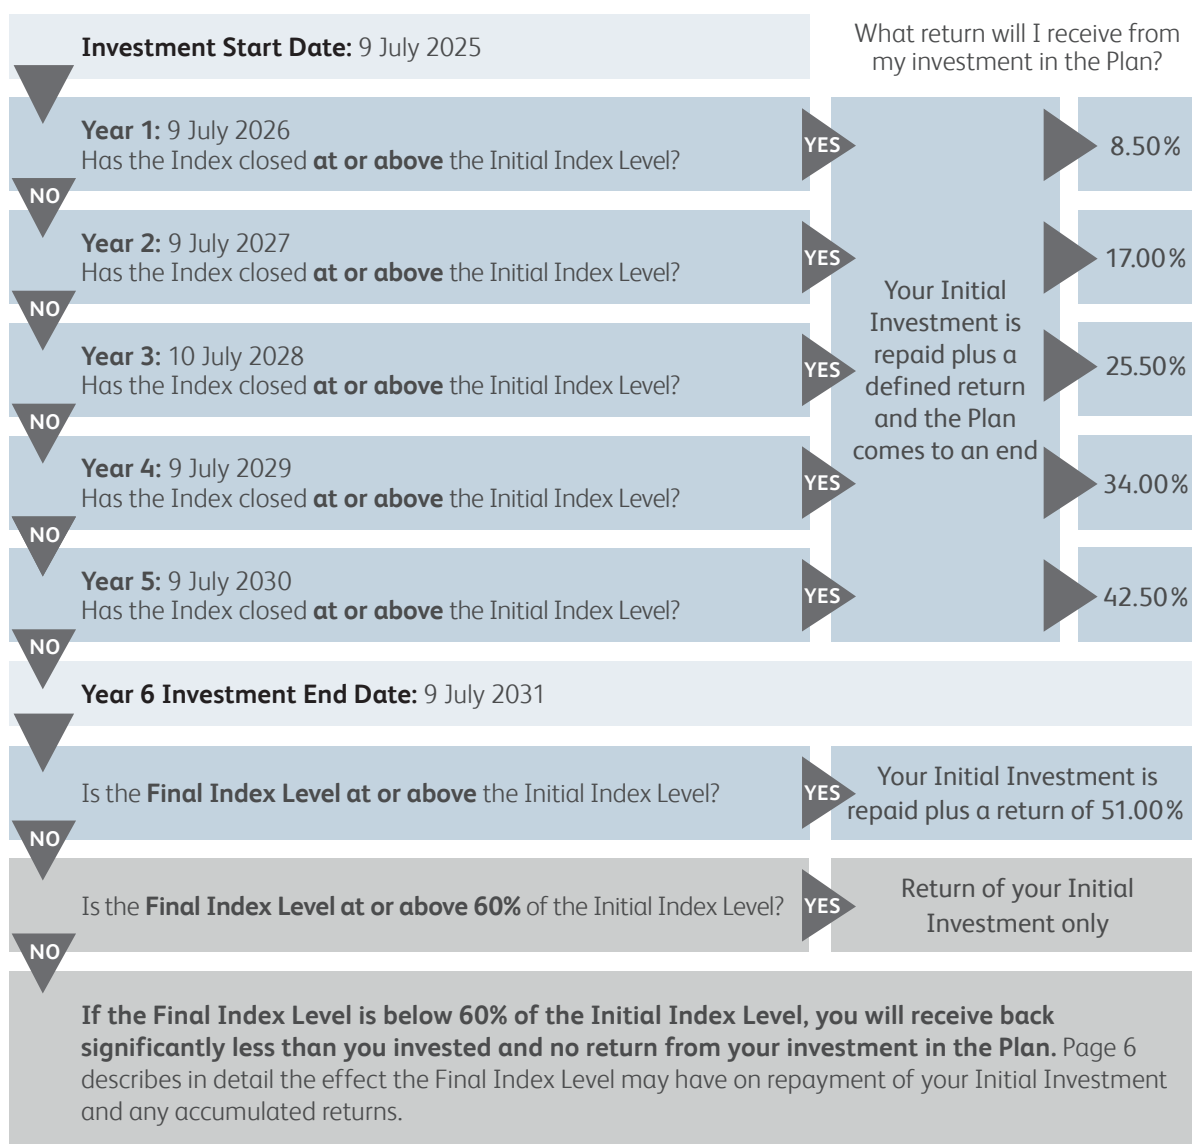 Investment Start Date: 9 July 2025
What return will I receive from
my investment in the Plan?
Year 1: 9 July 2026
Has the Index closed at or above the Initial Index Level?
YES
8.50%
NO
Year 2: 9 July 2027
Has the Index closed at or above the Initial Index Level?
YES
17.00%
NO
Year 3: 10 July 2028
Has the Index closed at or above the Initial Index Level?
YES
25.50%
NO
Year 4: 9 July 2029
Has the Index closed at or above the Initial Index Level?
YES
34.00%
NO
Year 5: 9 July 2030
Has the Index closed at or above the Initial Index Level?
YES
42.50%
NO
Your Initial
Investment is
repaid plus a
defined return
and the Plan
comes to an end
Year 6 Investment End Date: 9 July 2031
Is the Final Index Level at or above the Initial Index Level?
YES
Your Initial Investment is
repaid plus a return of 51.00%
NO
Is the Final Index Level at or above 60% of the Initial Index Level?
YES
Return of your Initial
Investment only
NO
If the Final Index Level is below 60% of the Initial Index Level, you will receive back
significantly less than you invested and no return from your investment in the Plan. Page 6
describes in detail the effect the Final Index Level may have on repayment of your Initial Investment
and any accumulated returns.